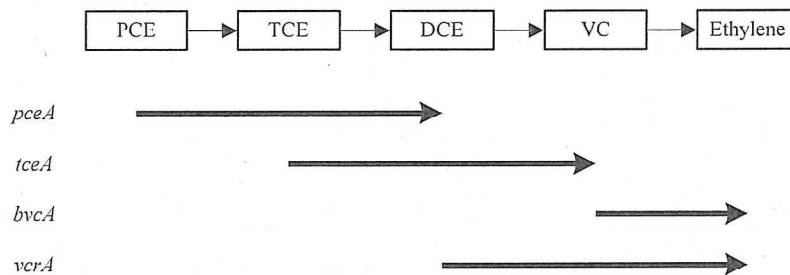 PCE TCE DCE VC Ethylene
pceA
tceA
bvcA
vcrA